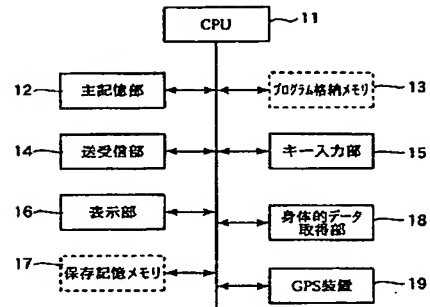 CPU 11
12 主記憶部
プログラム格納メモリ 13
14 送受信部
キー入力部 15
16 表示部
身体的データ
取得部 18
17 保存記憶メモリ
GPS装置 19